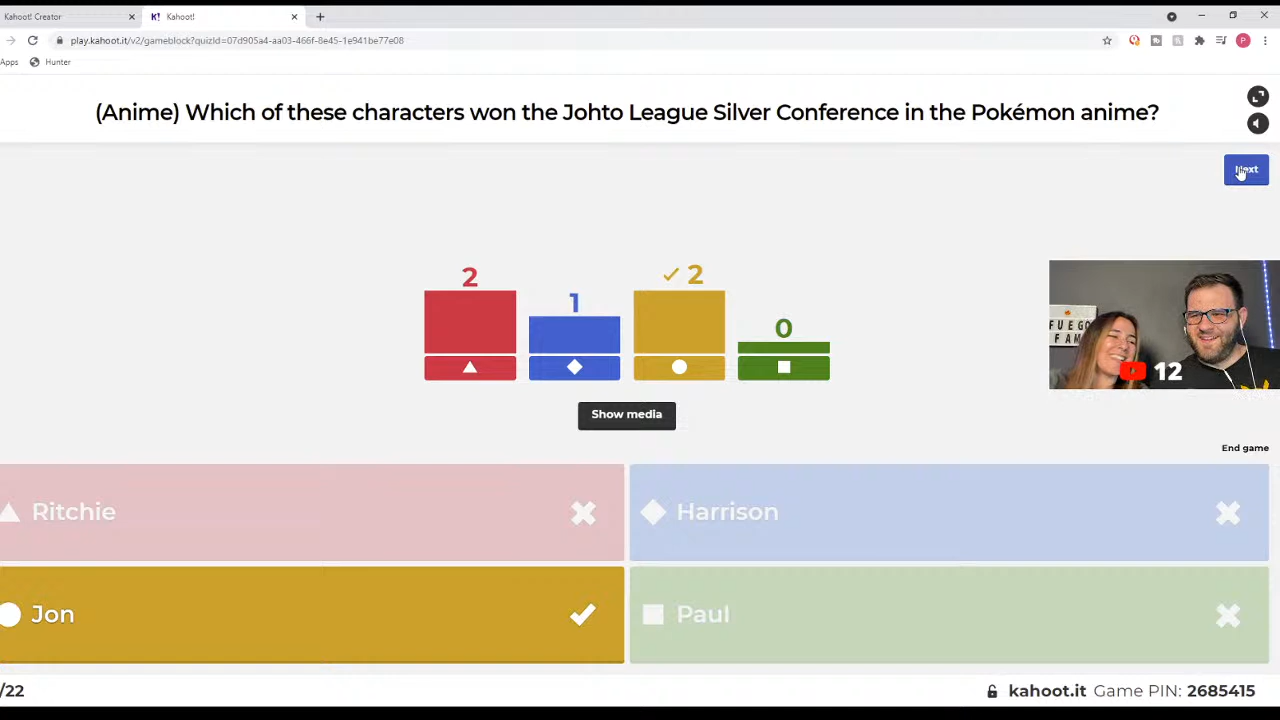 Kahoot! Creator
K! Kahoot!
play.kahoot.it/v2/gameblock?quizId=07d905a4-aa03-466f-8e45-1e941be77e08
P
Apps
Hunter
(Anime) Which of these characters won the Johto League Silver Conference in the Pokémon anime?
Next
2
1
2
0
FUEGO
FAM
12
Show media
End game
Ritchie
Harrison
Jon
Paul
/22
kahoot.it Game PIN: 2685415